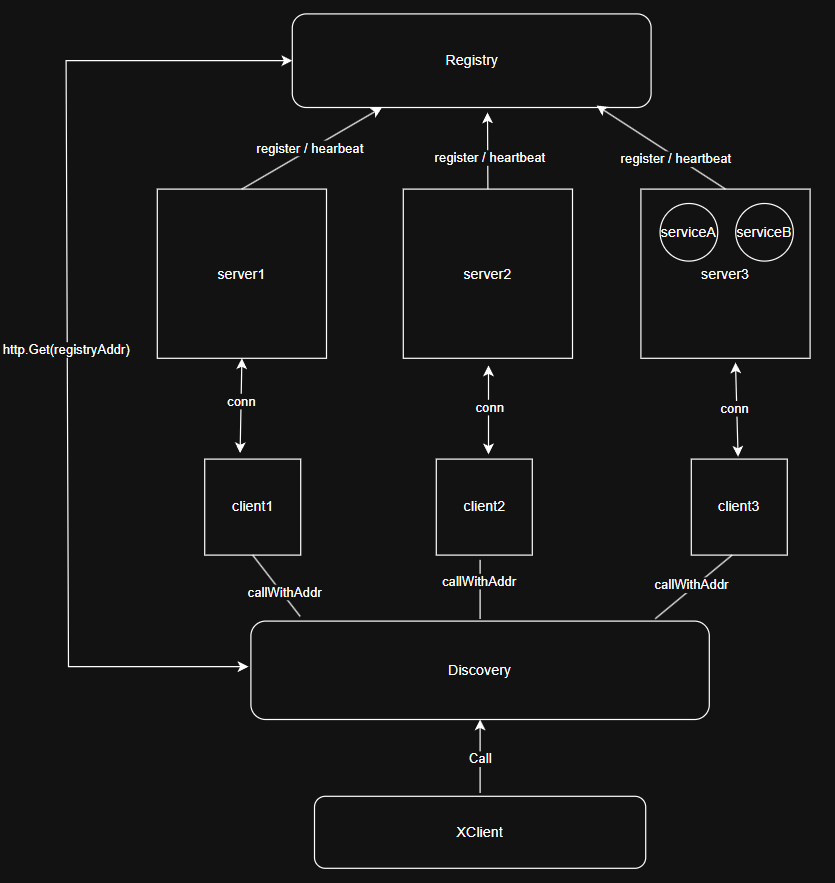 Registry
register / hearbeat
register / heartbeat
register / heartbeat
serviceA
serviceB
server1
server2
server3
http.Get(registryAddr)
conn
conn
conn
client1
client2
client3
callWithAddr
callWithAddr
callWithAddr
Discovery
Call
XClient